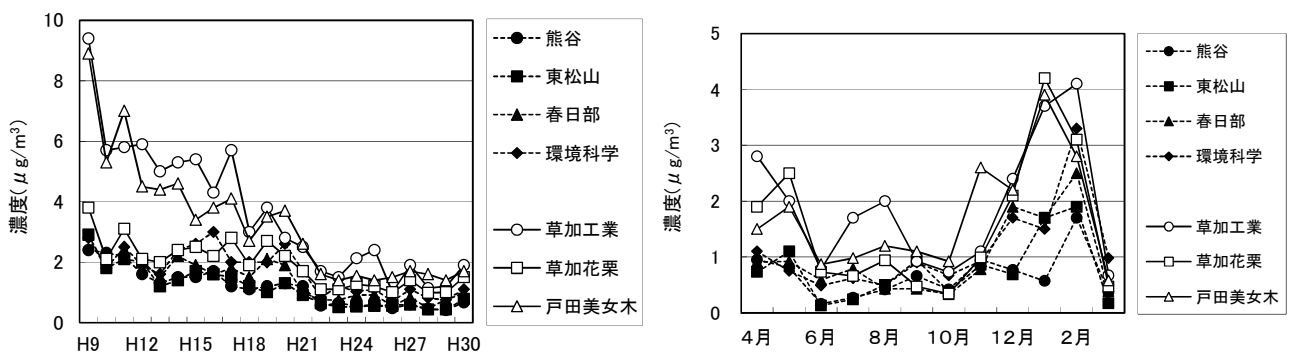 濃度(μg/m³)
10
8
6
4
2
0
H9 H12 H15 H18 H21 H24 H27 H30
熊谷
東松山
春日部
環境科学
草加工業
草加花栗
戸田美女木
濃度(μg/m³)
5
4
3
2
1
0
4月 6月 8月 10月 12月 2月
熊谷
東松山
春日部
環境科学
草加工業
草加花栗
戸田美女木